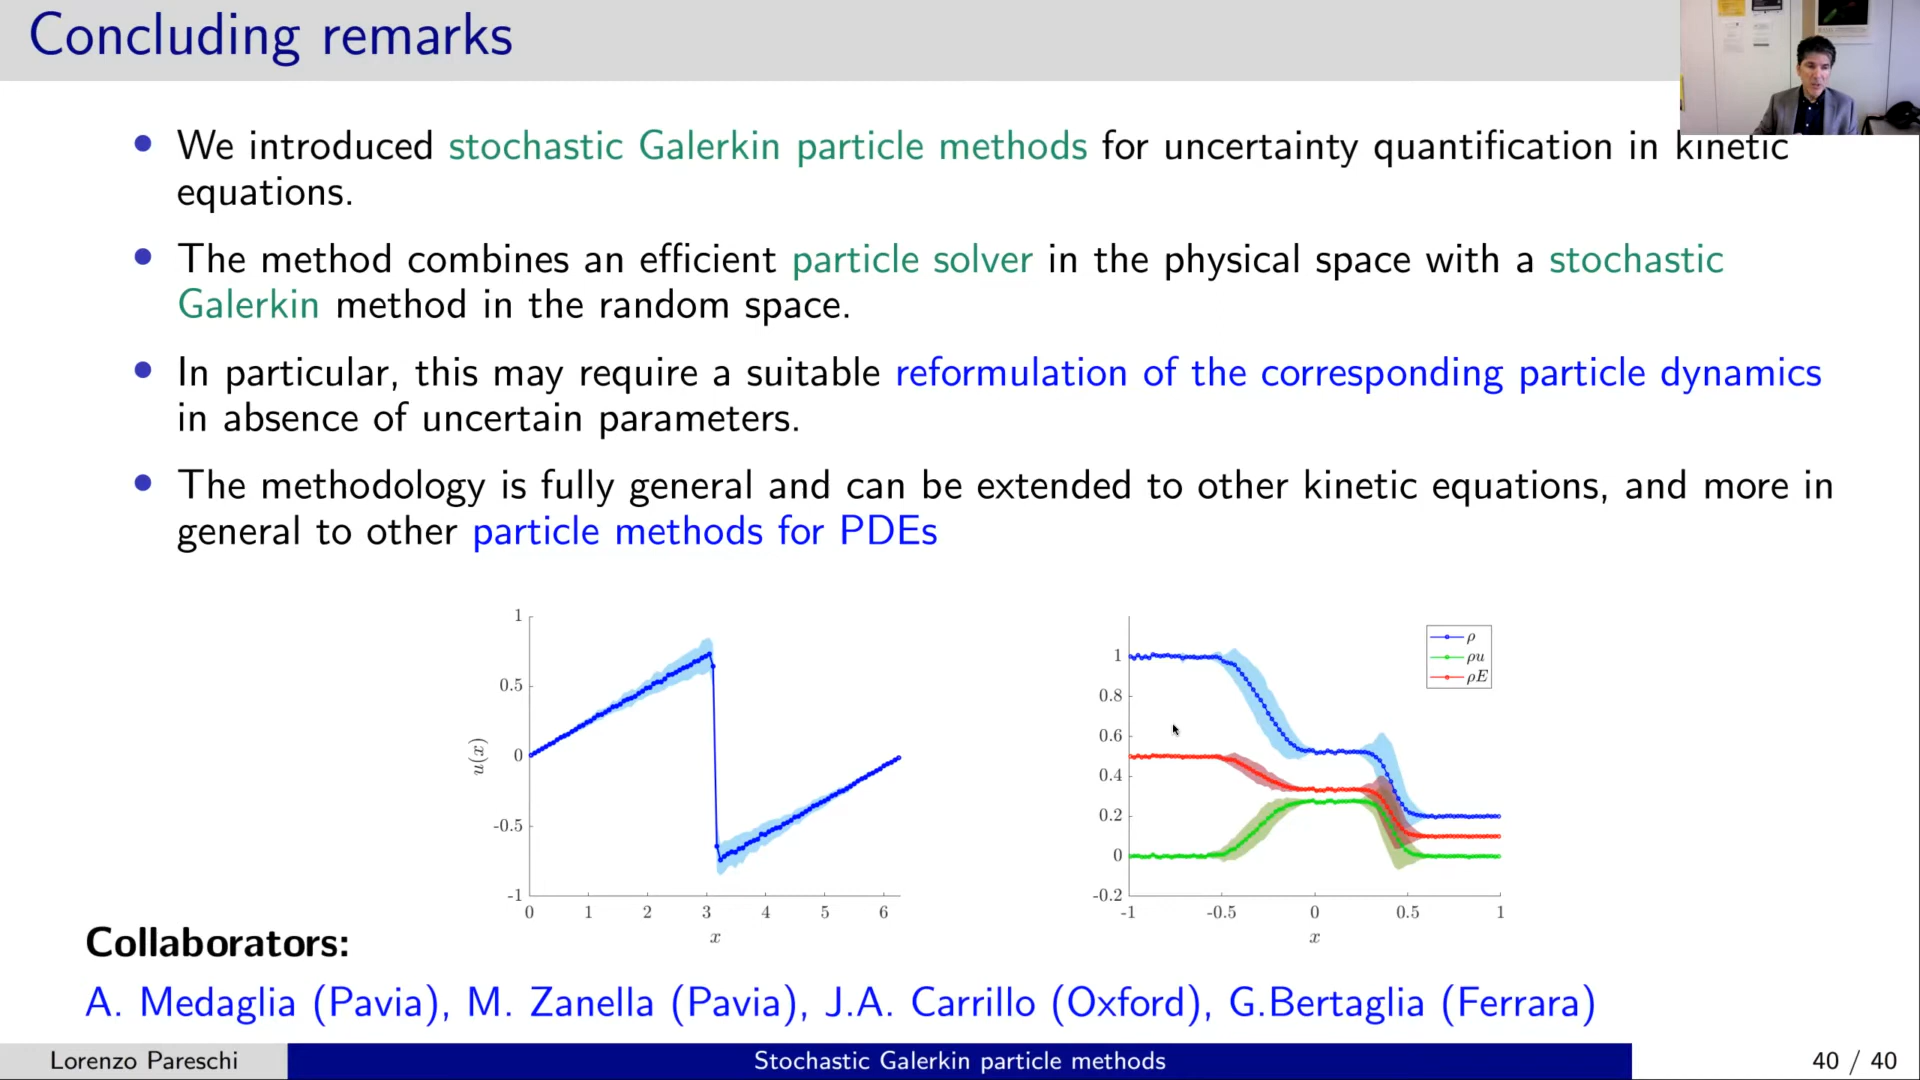 Concluding remarks
We introduced stochastic Galerkin particle methods for uncertainty quantification in kinetic
equations.
The method combines an efficient particle solver in the physical space with a stochastic
Galerkin method in the random space.
In particular, this may require a suitable reformulation of the corresponding particle dynamics
in absence of uncertain parameters.
The methodology is fully general and can be extended to other kinetic equations, and more in
general to other particle methods for PDEs
1
0.5
0
-0.5
-1
u(x)
0 1 2 3 4 5 6
x
ρ
ρu
ρE
1
0.8
0.6
0.4
0.2
0
-0.2
-1 -0.5 0 0.5 1
x
Collaborators:
A. Medaglia (Pavia), M. Zanella (Pavia), J.A. Carrillo (Oxford), G.Bertaglia (Ferrara)
Lorenzo Pareschi Stochastic Galerkin particle methods 40 / 40